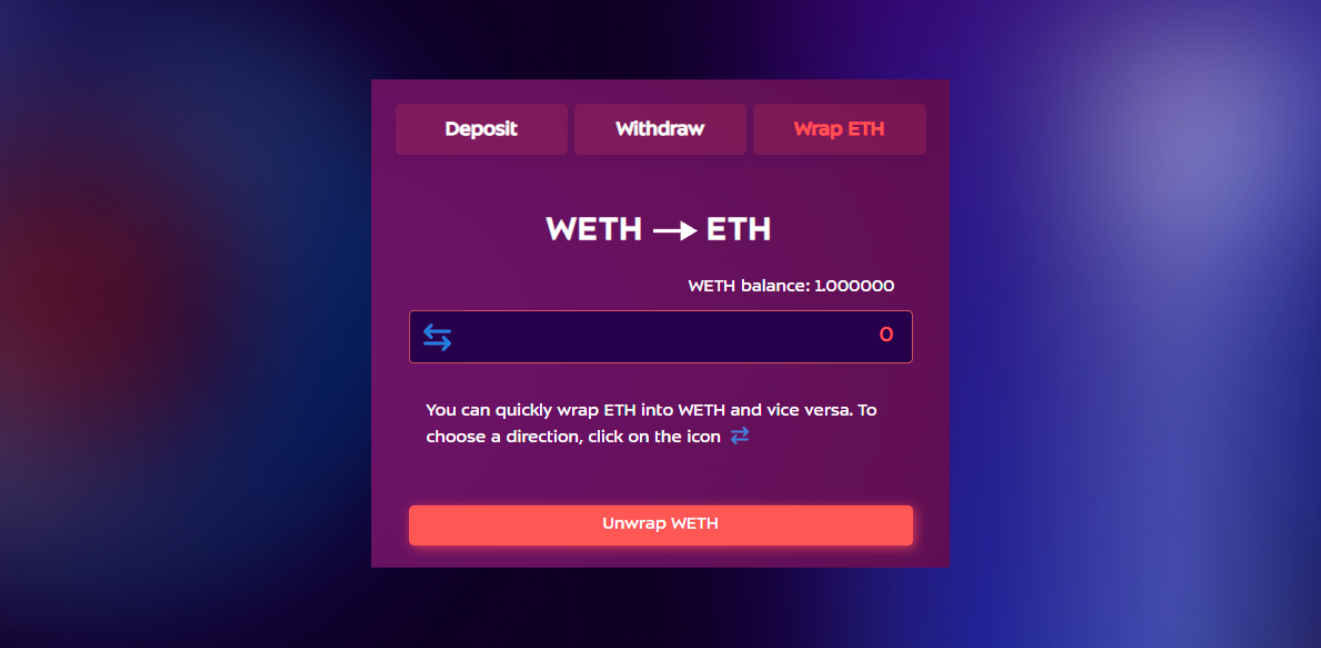 Deposit Withdraw Wrap ETH
WETH → ETH
WETH balance: 1.000000
0
You can quickly wrap ETH into WETH and vice versa. To
choose a direction, click on the icon ⇄
Unwrap WETH